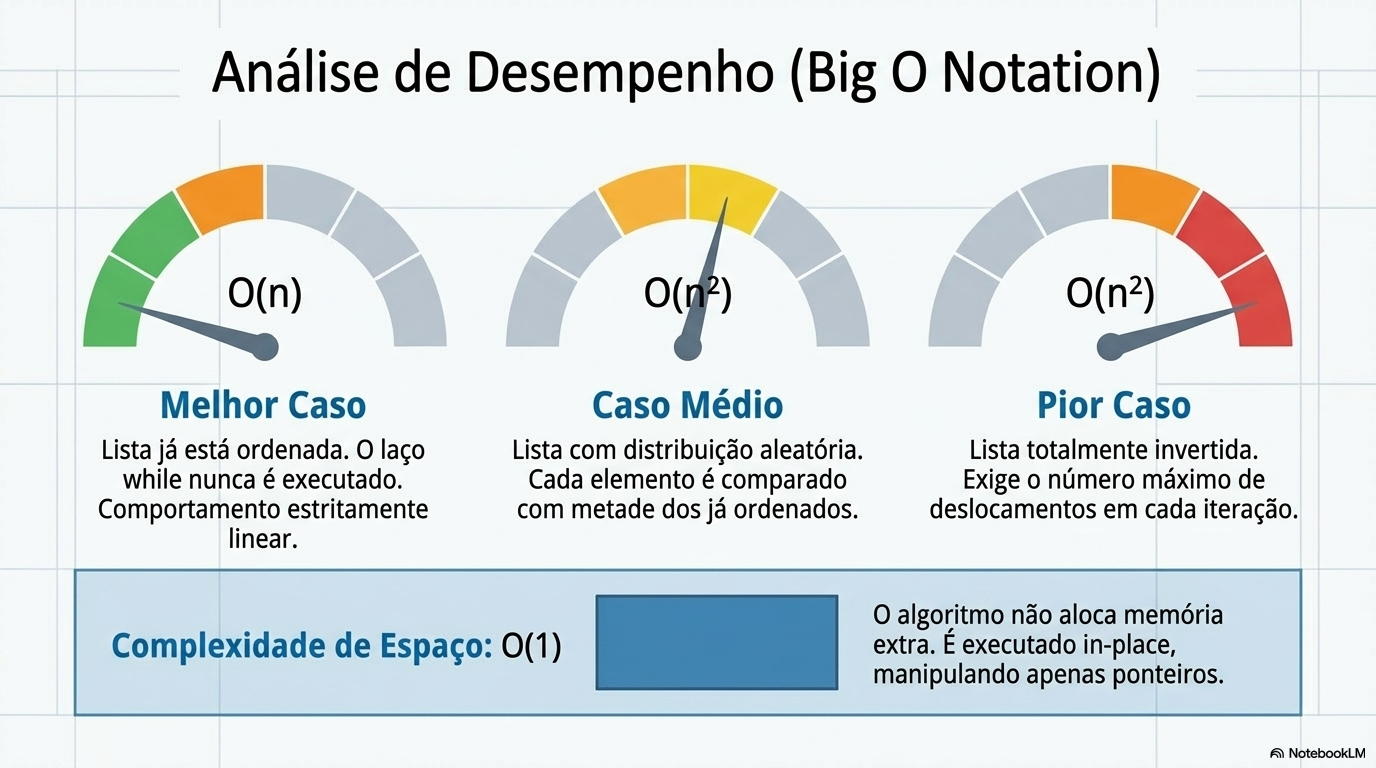 Análise de Desempenho (Big O Notation)
O(n)
O(n²)
O(n²)
Melhor Caso
Lista já está ordenada. O laço
while nunca é executado.
Comportamento estritamente
linear.
Caso Médio
Lista com distribuição aleatória.
Cada elemento é comparado
com metade dos já ordenados.
Pior Caso
Lista totalmente invertida.
Exige o número máximo de
deslocamentos em cada iteração.
Complexidade de Espaço: O(1)
O algoritmo não aloca memória
extra. É executado in-place,
manipulando apenas ponteiros.
NotebookLM